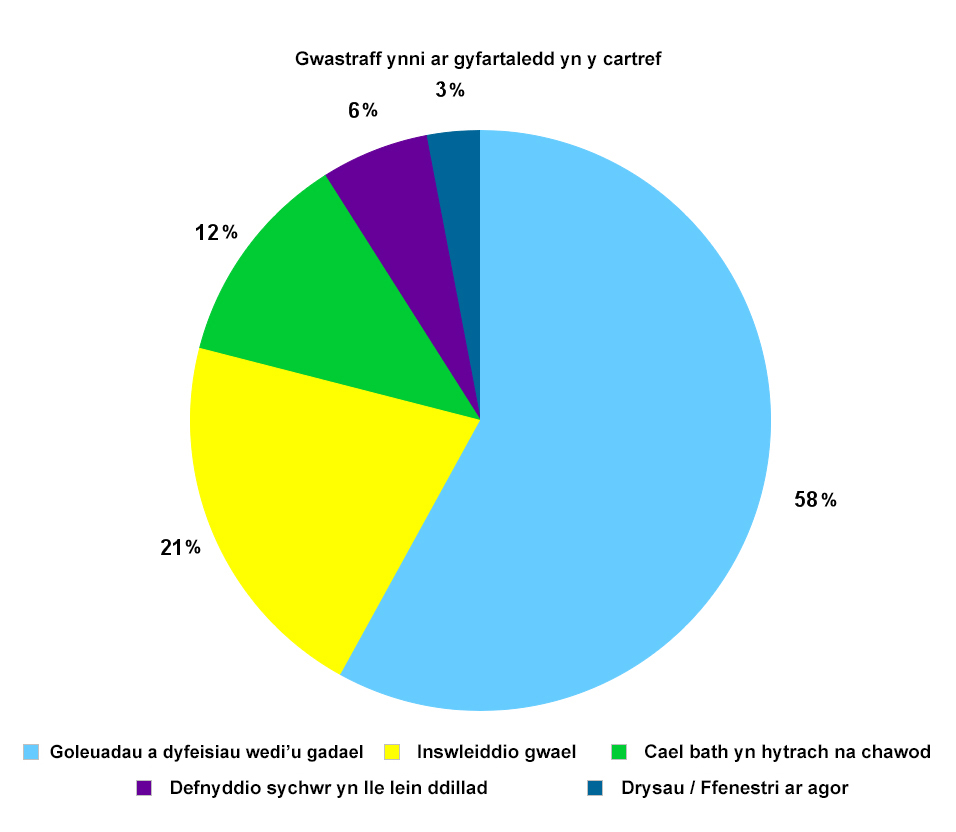 Gwastraff ynni ar gyfartaledd yn y cartref
3%
6%
12%
58%
21%
Goleuadau a dyfeisiau wedi’u gadael
Inswleiddio gwael
Cael bath yn hytrach na chawod
Defnyddio sychwr yn lle lein ddillad
Drysau / Ffenestri ar agor